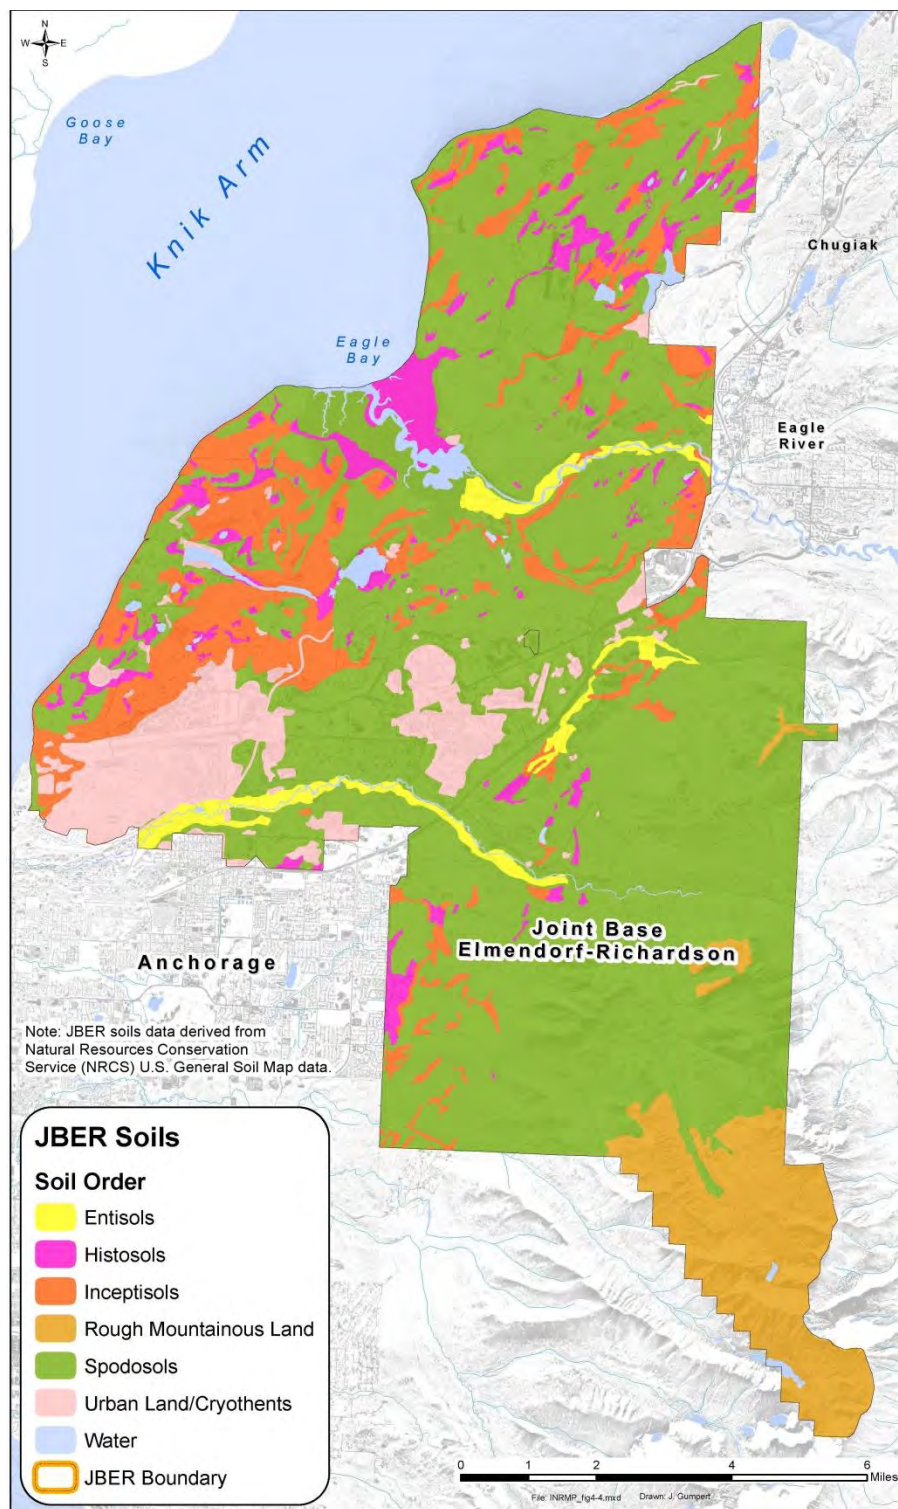 N
W E
S
Goose
Bay
Knik Arm
Chugiak
Eagle
Bay
Eagle
River
Joint Base
Elmendorf-Richardson
Anchorage
Note: JBER soils data derived from
Natural Resources Conservation
Service (NRCS) U.S. General Soil Map data.
JBER Soils
Soil Order
Entisols
Histosols
Inceptisols
Rough Mountainous Land
Spodosols
Urban Land/Cryothents
Water
JBER Boundary
0 1 2 4 6
Miles
File: INRMP_fig4-4.mxd Drawn: J. Gumpert